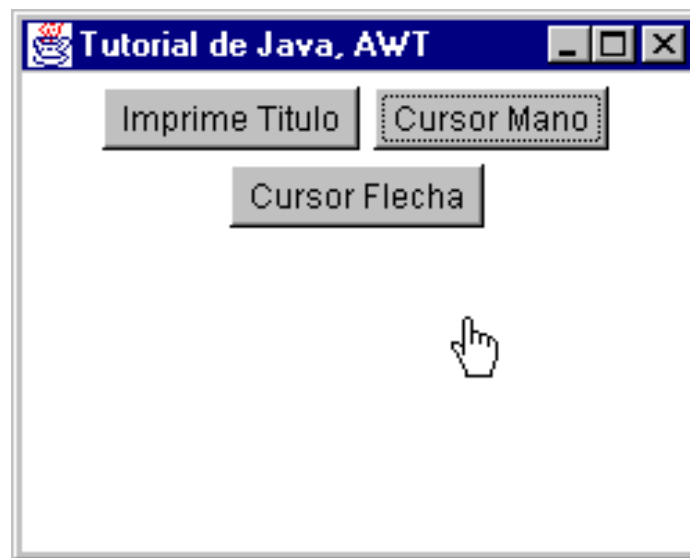 Tutorial de Java, AWT
Imprime Titulo
Cursor Mano
Cursor Flecha